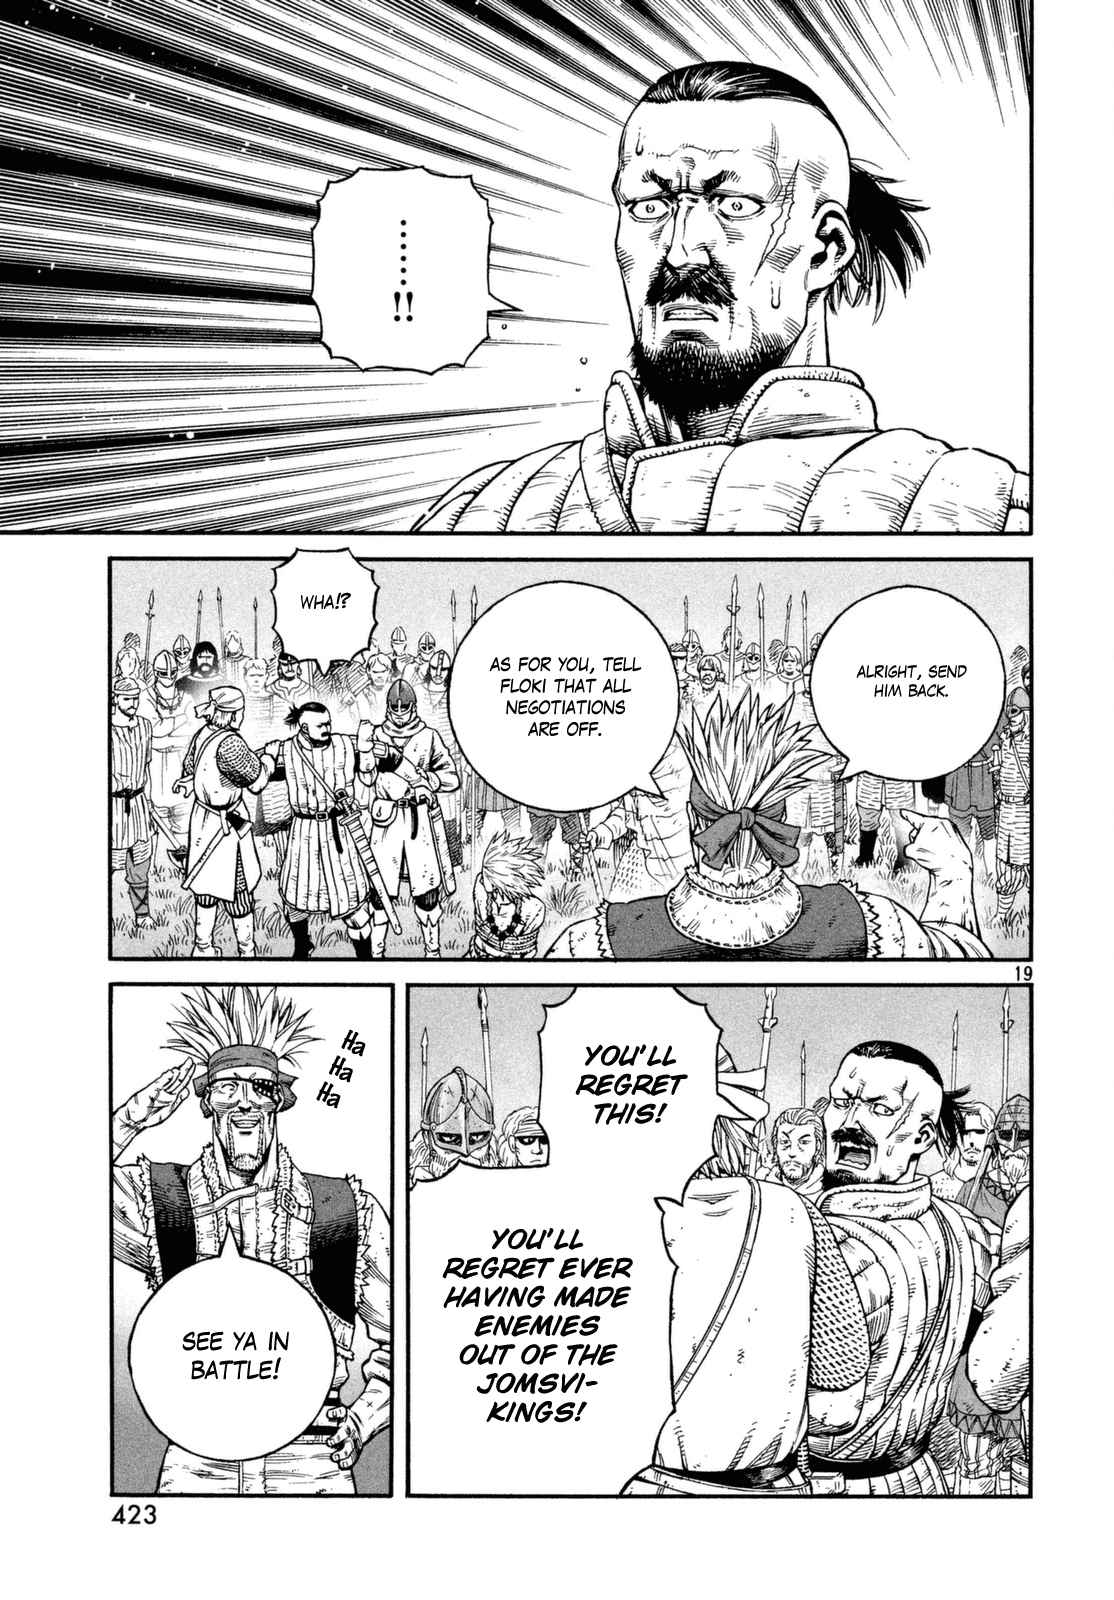 ......!!
ALRIGHT, SEND
HIM BACK.
AS FOR YOU, TELL
FLOKI THAT ALL
NEGOTIATIONS
ARE OFF.
WHA!?
19
YOU'LL
REGRET
THIS!
YOU'LL
REGRET EVER
HAVING MADE
ENEMIES
OUT OF THE
JOMSVI-
KINGS!
Ha
Ha
Ha
SEE YA IN
BATTLE!
423